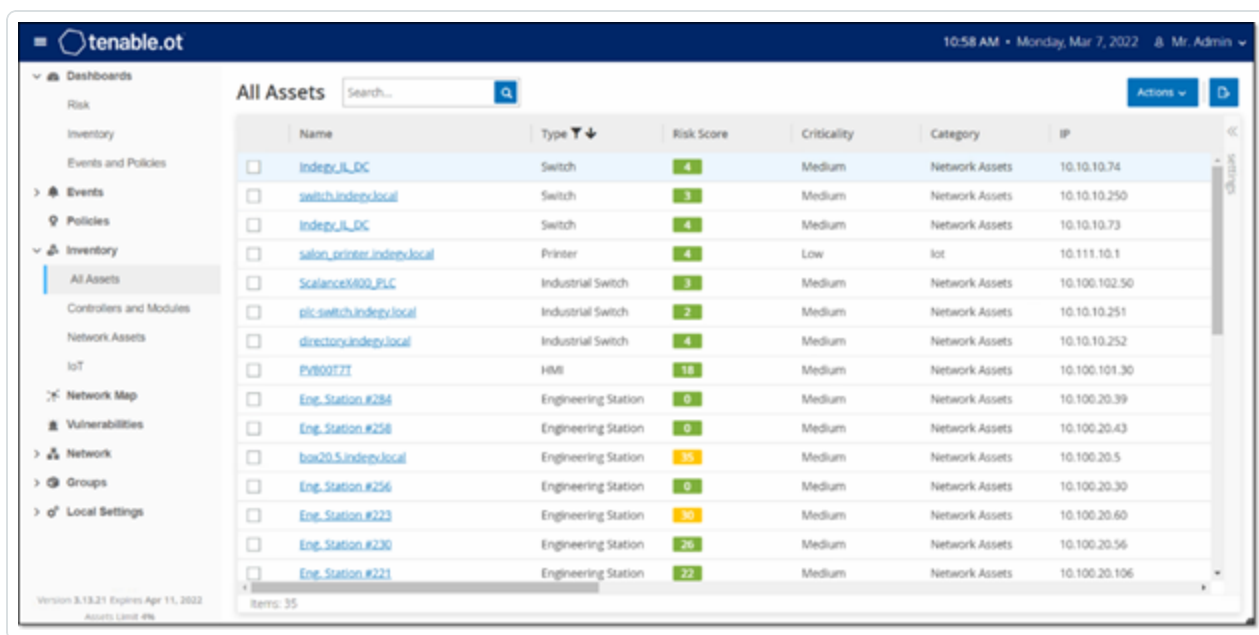 tenable.ot 10:58 AM • Monday, Mar 7, 2022 Mr. Admin
Dashboards
Risk
Inventory
Events and Policies
Events
Policies
Inventory
All Assets
Controllers and Modules
Network Assets
IoT
Network Map
Vulnerabilities
Network
Groups
Local Settings
Version 3.13.21 Expires Apr 11, 2022
Assets Limit 4%
All Assets Search... Actions
Name Type Risk Score Criticality Category IP
Indegy_IL_DC Switch 4 Medium Network Assets 10.10.10.74
switch.indegy.local Switch 3 Medium Network Assets 10.10.10.250
Indegy_IL_DC Switch 4 Medium Network Assets 10.10.10.73
salon_printer.indegy.local Printer 4 Low Iot 10.111.10.1
ScalanceX400_PLC Industrial Switch 3 Medium Network Assets 10.100.102.50
plc-switch.indegy.local Industrial Switch 2 Medium Network Assets 10.10.10.251
directory.indegy.local Industrial Switch 4 Medium Network Assets 10.10.10.252
PV800T7T HMI 18 Medium Network Assets 10.100.101.30
Eng. Station #284 Engineering Station 0 Medium Network Assets 10.100.20.39
Eng. Station #258 Engineering Station 0 Medium Network Assets 10.100.20.43
box20.5.indegy.local Engineering Station 35 Medium Network Assets 10.100.20.5
Eng. Station #256 Engineering Station 0 Medium Network Assets 10.100.20.30
Eng. Station #223 Engineering Station 30 Medium Network Assets 10.100.20.60
Eng. Station #230 Engineering Station 26 Medium Network Assets 10.100.20.56
Eng. Station #221 Engineering Station 22 Medium Network Assets 10.100.20.106
Items: 35
settings